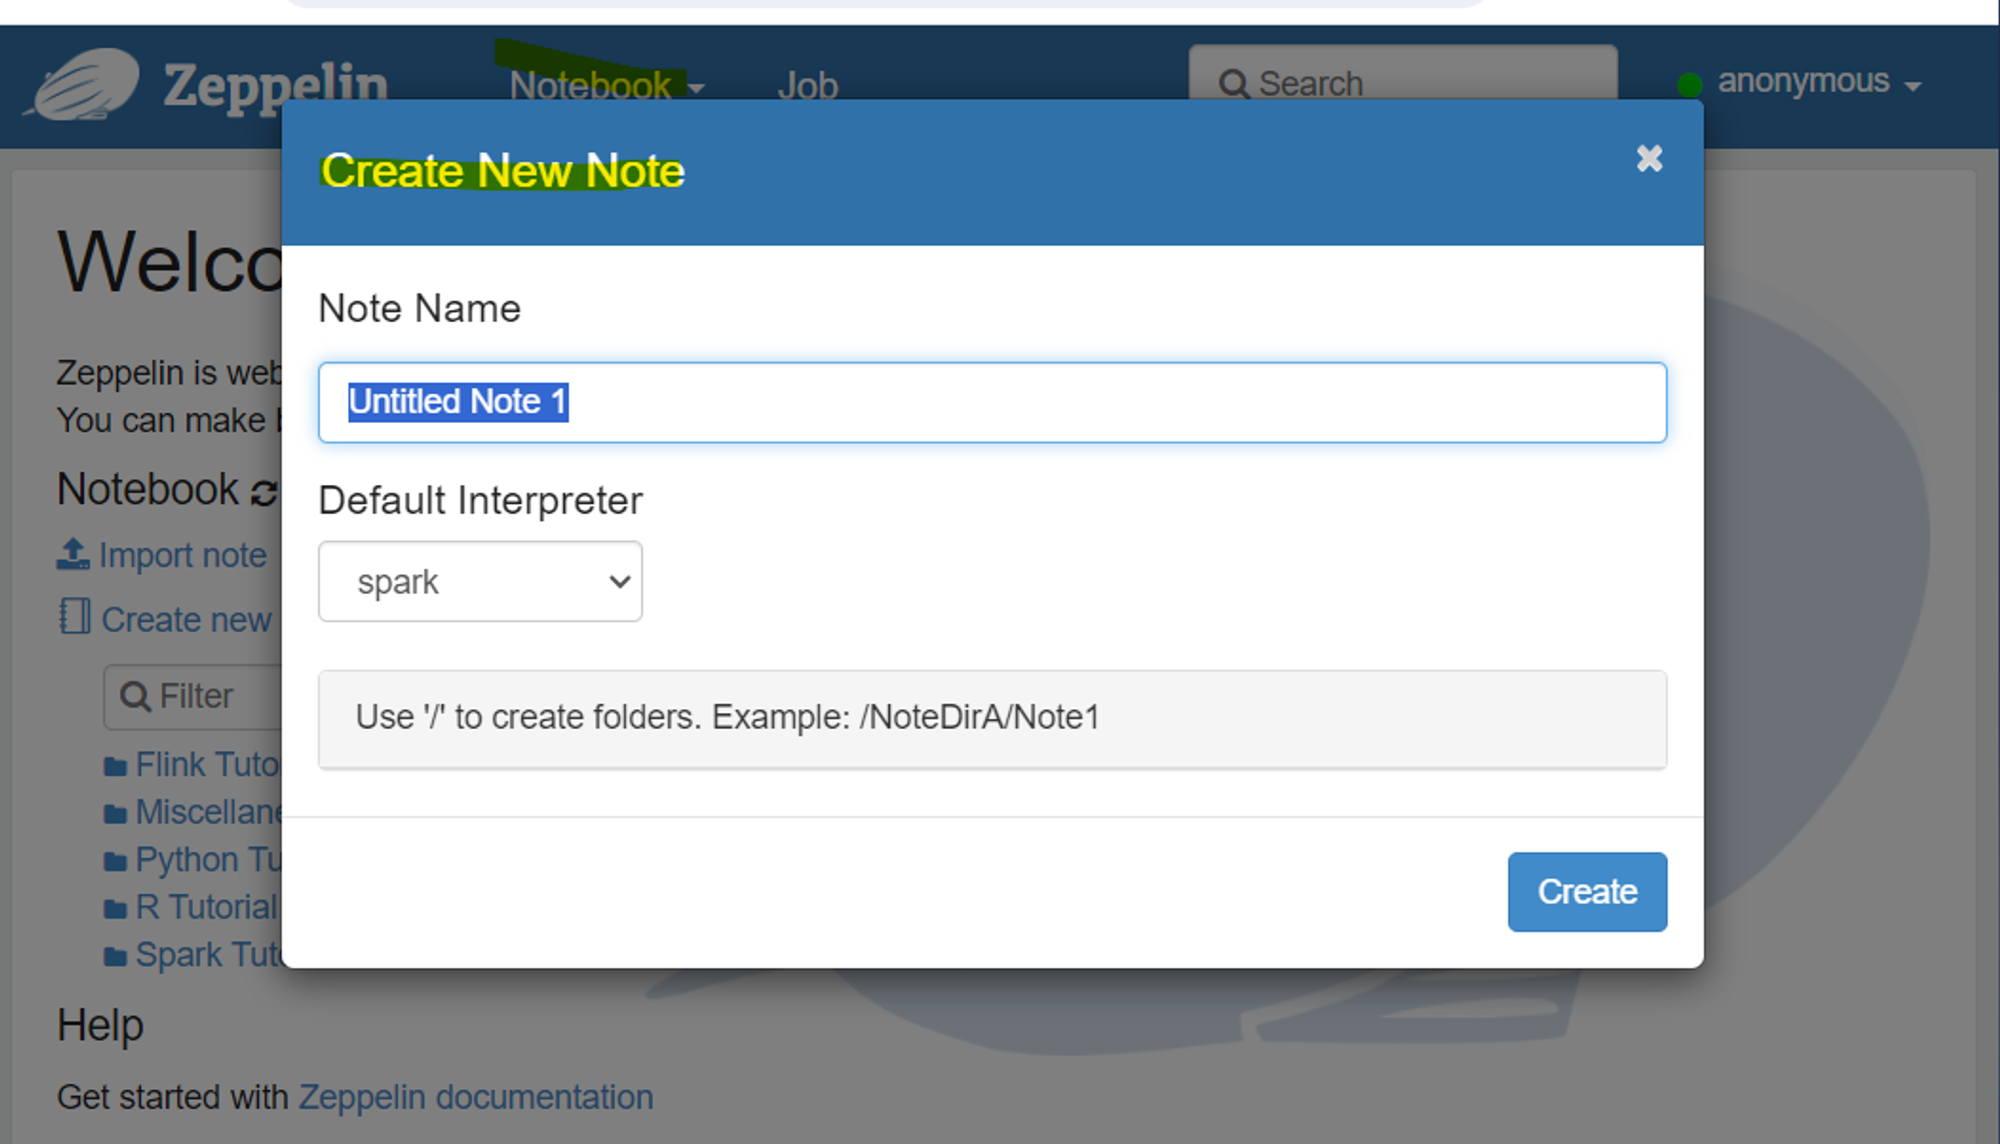 Zeppelin Notebook Job Search anonymous
Create New Note
Welco
Note Name
Zeppelin is web
Untitled Note 1
You can make
Notebook
Default Interpreter
Import note
spark
Create new
Filter
Use '/' to create folders. Example: /NoteDirA/Note1
Flink Tuto
Miscellane
Python Tu
R Tutorial
Spark Tuto
Create
Help
Get started with Zeppelin documentation